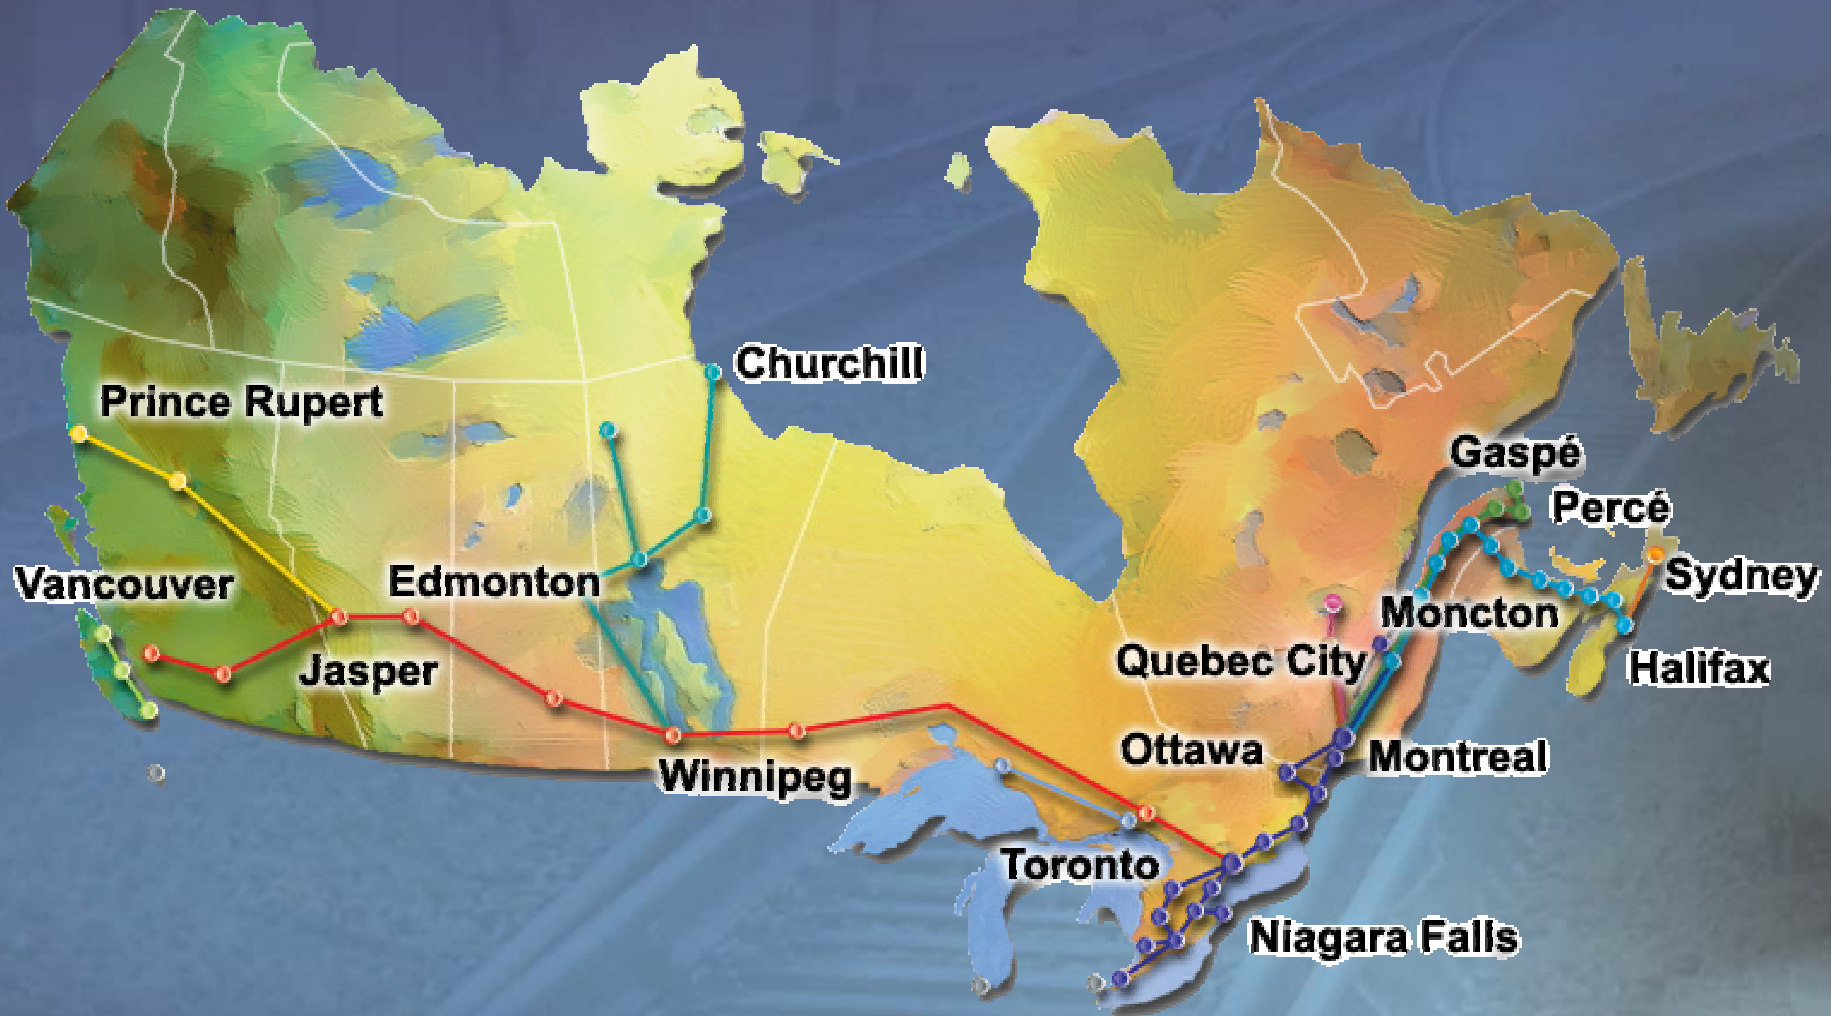 Churchill
Prince Rupert
Gaspé
Percé
Vancouver
Edmonton
Sydney
Moncton
Jasper
Quebec City
Halifax
Winnipeg
Ottawa
Montreal
Toronto
Niagara Falls